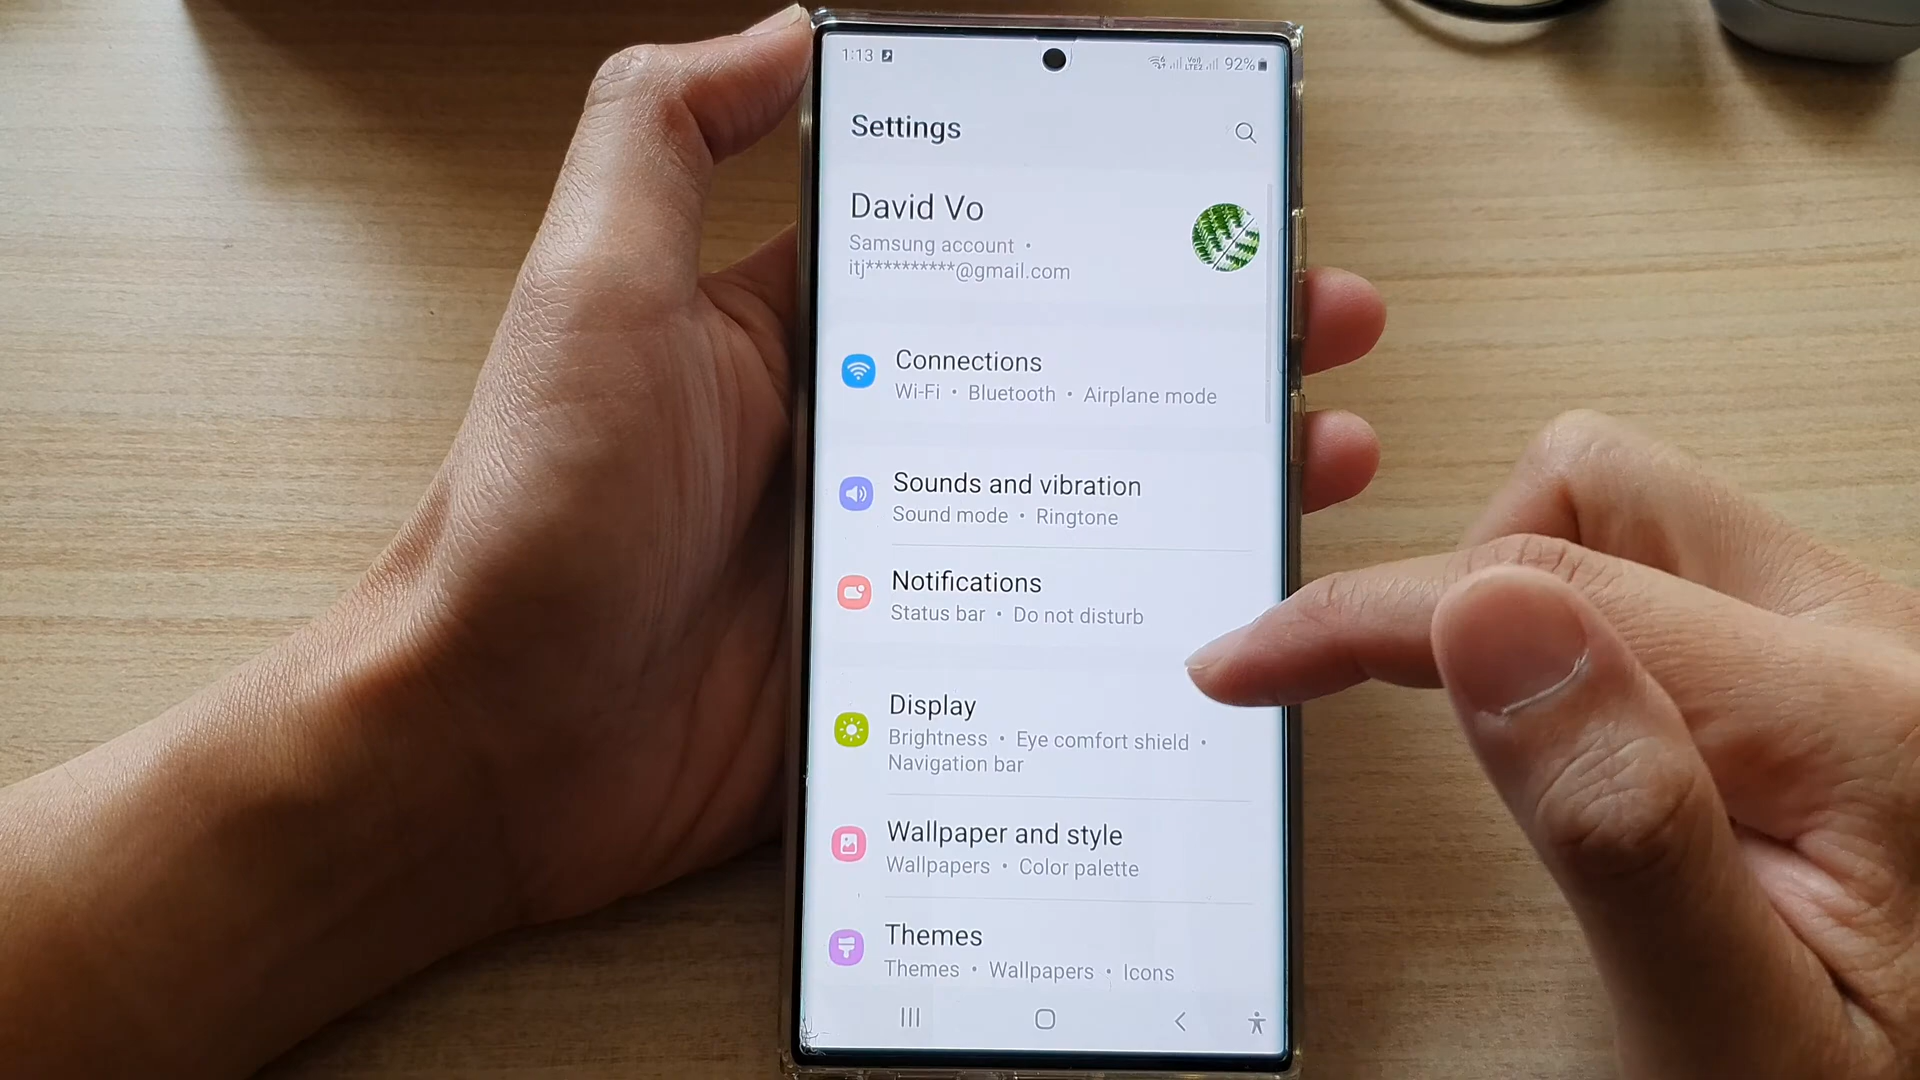 1:13
92%
Settings
David Vo
Samsung account •
itj**********@gmail.com
Connections
Wi-Fi • Bluetooth • Airplane mode
Sounds and vibration
Sound mode • Ringtone
Notifications
Status bar • Do not disturb
Display
Brightness • Eye comfort shield •
Navigation bar
Wallpaper and style
Wallpapers • Color palette
Themes
Themes • Wallpapers • Icons